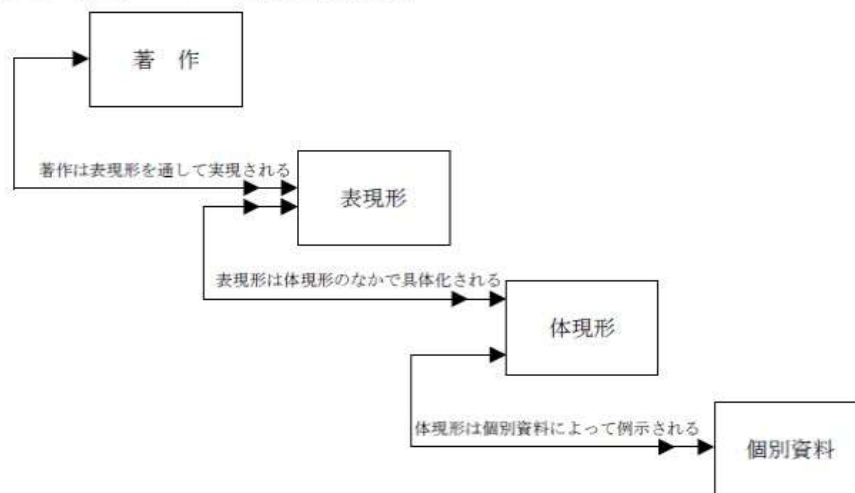 著 作
著作は表現形を通して実現される
表現形
表現形は体現形のなかで具体化される
体現形
体現形は個別資料によって例示される
個別資料